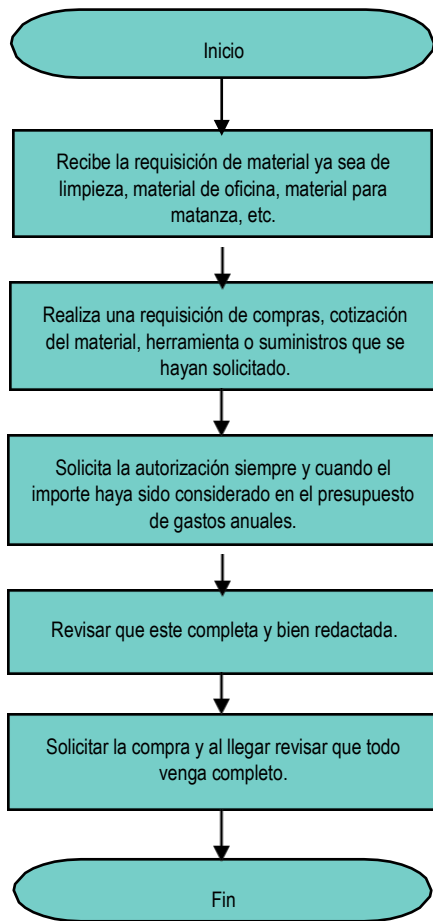 Inicio
Recibe la requisición de material ya sea de
limpieza, material de oficina, material para
matanza, etc.
Realiza una requisición de compras, cotización
del material, herramienta o suministros que se
hayan solicitado.
Solicita la autorización siempre y cuando el
importe haya sido considerado en el presupuesto
de gastos anuales.
Revisar que este completa y bien redactada.
Solicitar la compra y al llegar revisar que todo
venga completo.
Fin